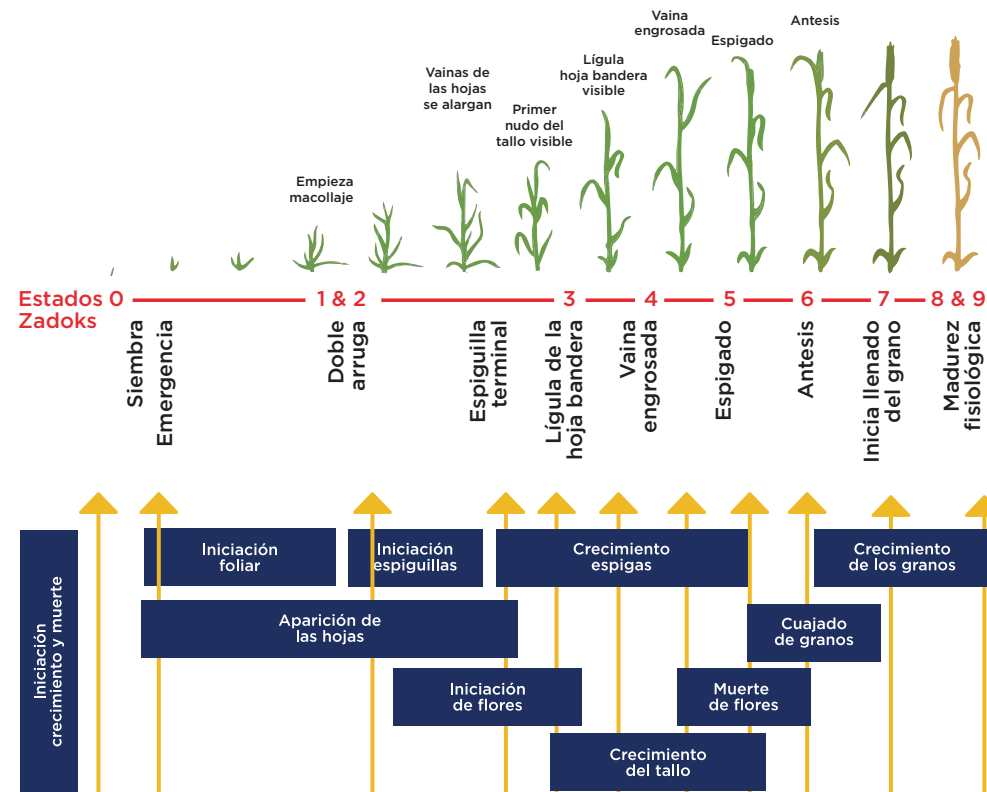 Empieza
macollaje
Vainas de
las hojas
se alargan
Primer
nudo del
tallo visible
Lígula
hoja bandera
visible
Vaina
engrosada
Espigado
Antesis
Estados 0
Zadoks
1 & 2
3
4
5
6
7
8 & 9
Siembra
Emergencia
Doble
arruga
Espiguilla
terminal
Lígula de la
hoja bandera
Vaina
engrosada
Espigado
Antesis
Inicia llenado
del grano
Madurez
fisiológica
Iniciación
crecimiento y muerte
Iniciación
foliar
Iniciación
espiguillas
Crecimiento
espigas
Crecimiento
de los granos
Aparición de
las hojas
Cuajado
de granos
Iniciación
de flores
Muerte
de flores
Crecimiento
del tallo